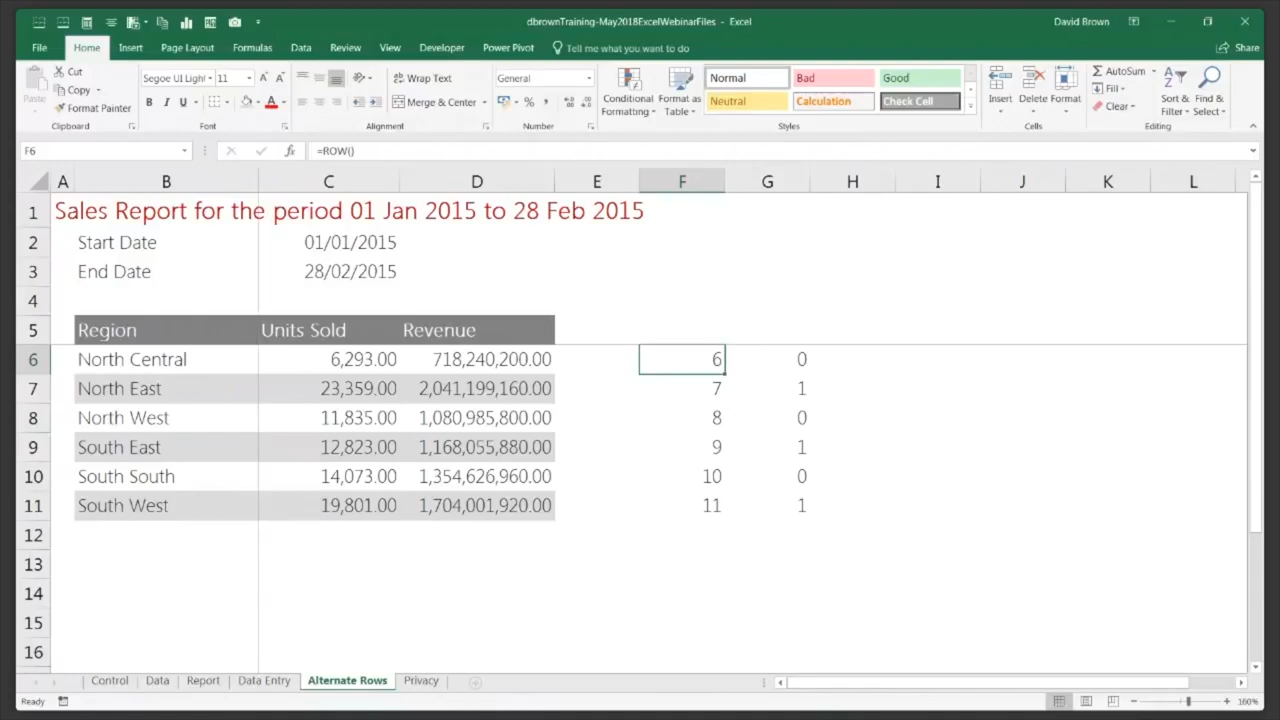 dbrownTraining-May2018ExcelWebinarFiles - Excel
David Brown
File Home Insert Page Layout Formulas Data Review View Developer Power Pivot Tell me what you want to do Share
Paste
Cut
Copy
Format Painter
Clipboard
Segoe UI Light 11
B I U
Font
Wrap Text
Merge & Center
Alignment
General
Number
Conditional Formatting
Format as Table
Normal Bad Good
Neutral Calculation Check Cell
Styles
Insert Delete Format
Cells
AutoSum
Fill
Clear
Sort & Filter
Find & Select
Editing
F6 fx =ROW()
A B C D E F G H I J K L
1 Sales Report for the period 01 Jan 2015 to 28 Feb 2015
2 Start Date 01/01/2015
3 End Date 28/02/2015
4
5 Region Units Sold Revenue
6 North Central 6,293.00 718,240,200.00 6 0
7 North East 23,359.00 2,041,199,160.00 7 1
8 North West 11,835.00 1,080,985,800.00 8 0
9 South East 12,823.00 1,168,055,880.00 9 1
10 South South 14,073.00 1,354,626,960.00 10 0
11 South West 19,801.00 1,704,001,920.00 11 1
12
13
14
15
16
Control Data Report Data Entry Alternate Rows Privacy
Ready 160%